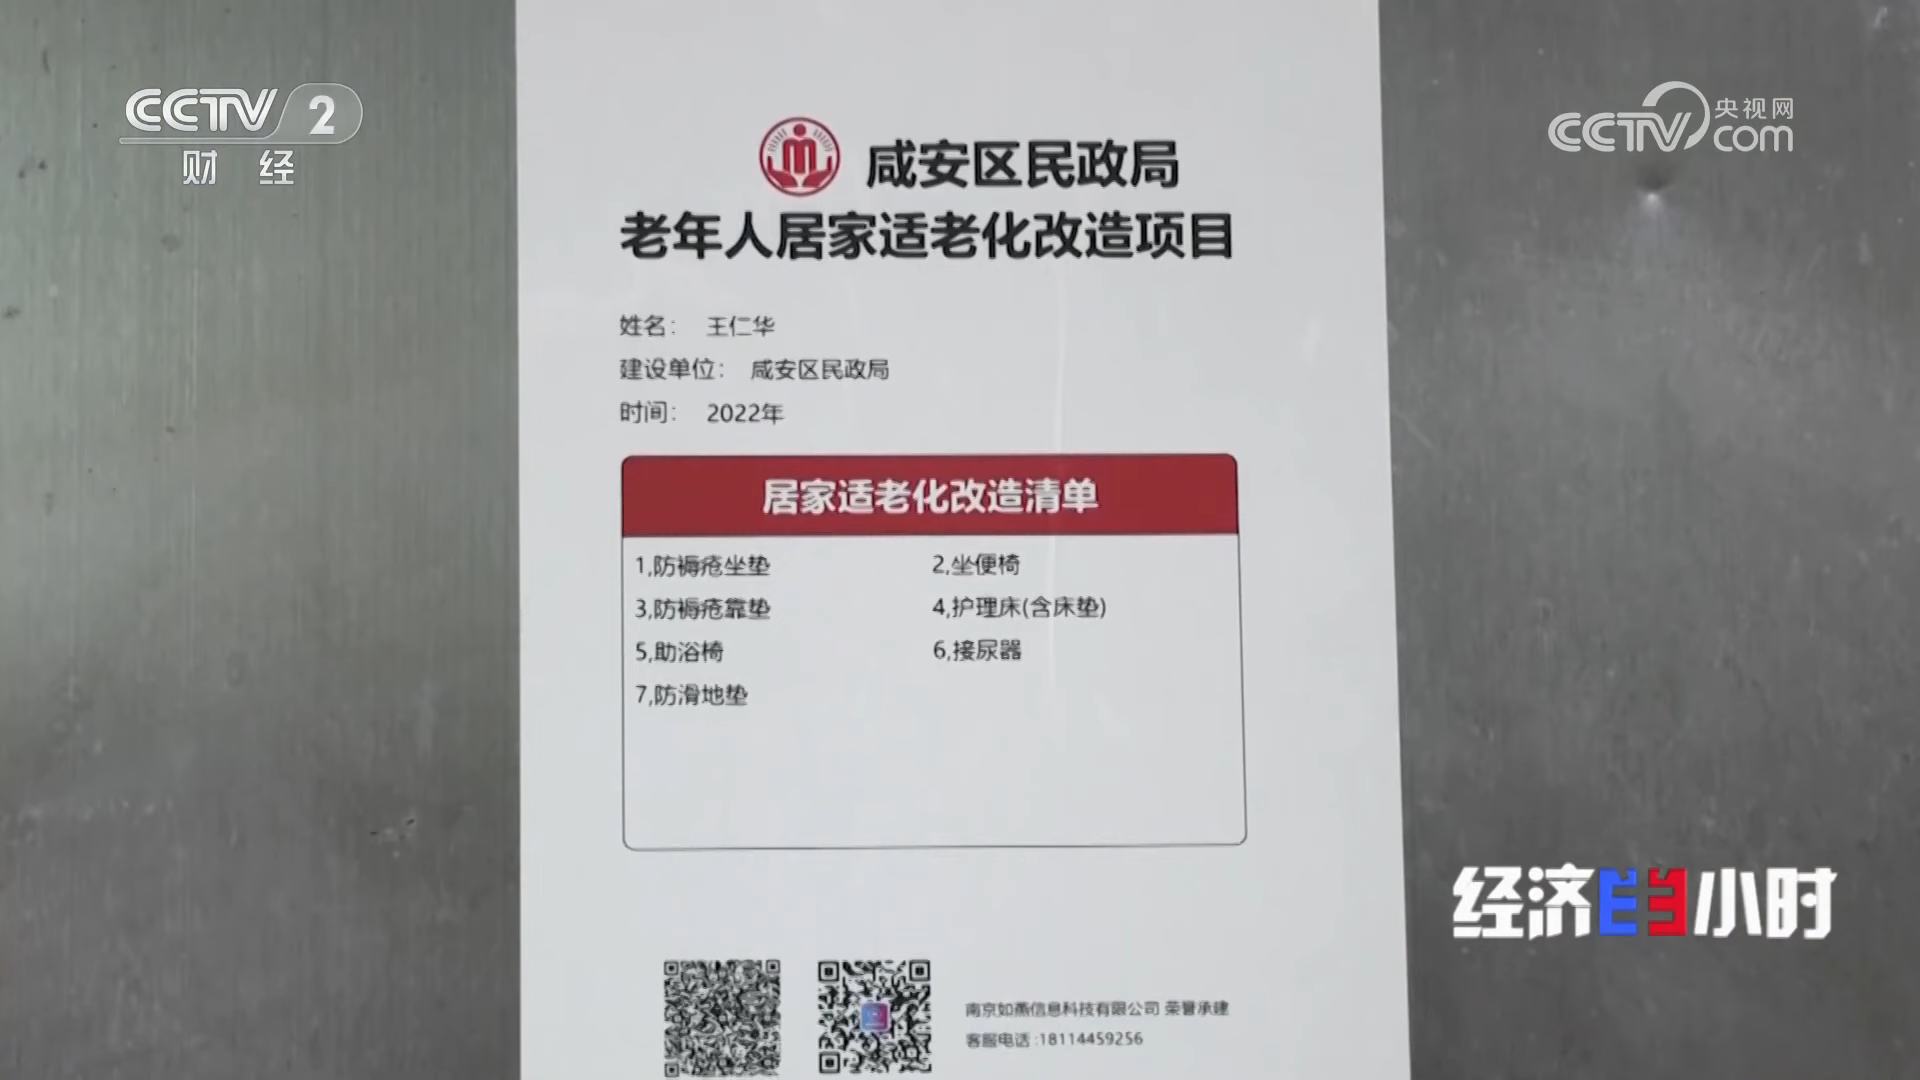 CCTV 2
财 经
央视网
CCTV com
咸安区民政局
老年人居家适老化改造项目
姓名： 王仁华
建设单位： 咸安区民政局
时间： 2022年
居家适老化改造清单
1,防褥疮坐垫
2,坐便椅
3,防褥疮靠垫
4,护理床(含床垫)
5,助浴椅
6,接尿器
7,防滑地垫
经济半小时
南京如燕信息科技有限公司 荣誉承建
客服电话:18114459256